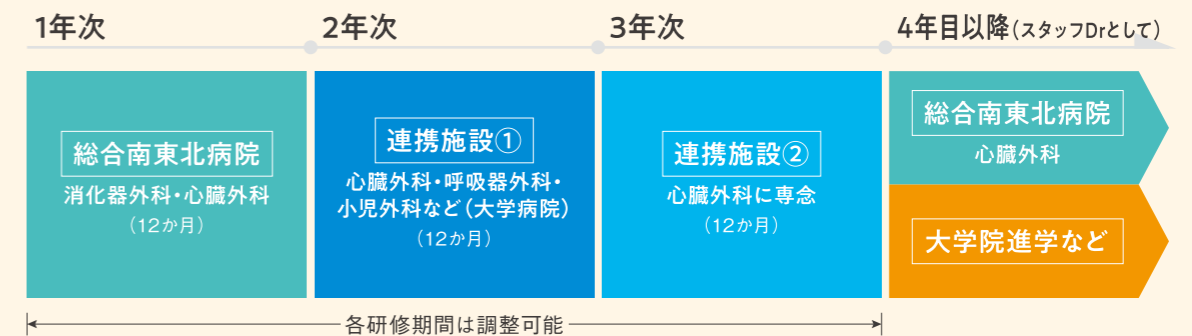 1年次
2年次
3年次
4年目以降(スタッフDrとして)
総合南東北病院
消化器外科・心臓外科
(12か月)
連携施設①
心臓外科・呼吸器外科・
小児外科など(大学病院)
(12か月)
連携施設②
心臓外科に専念
(12か月)
総合南東北病院
心臓外科
大学院進学など
各研修期間は調整可能